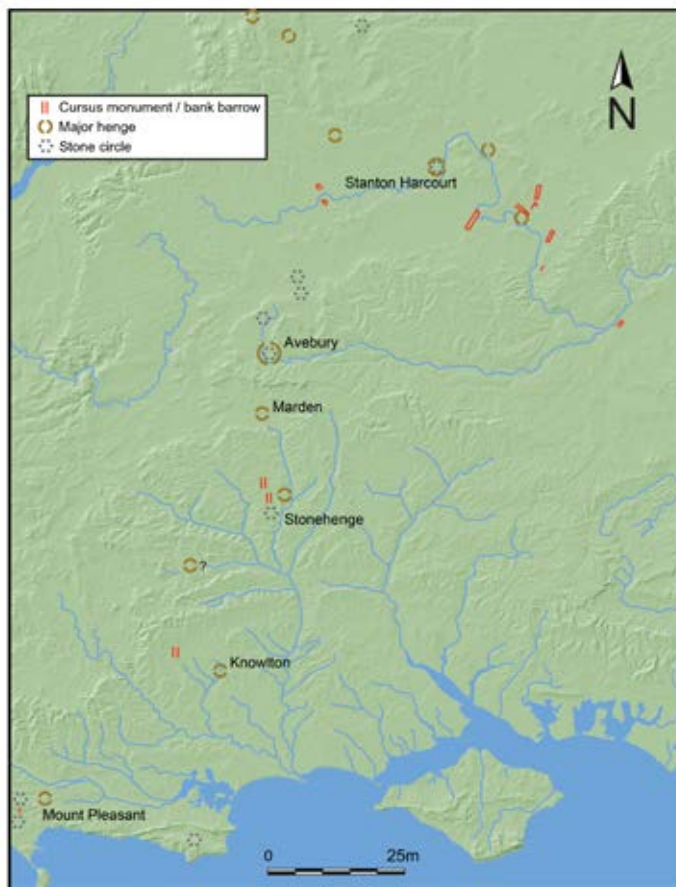 N
Cursus monument / bank barrow
Major henge
Stone circle
Stanton Harcourt
Avebury
Marden
Stonehenge
?
Knowlton
Mount Pleasant
0 25m